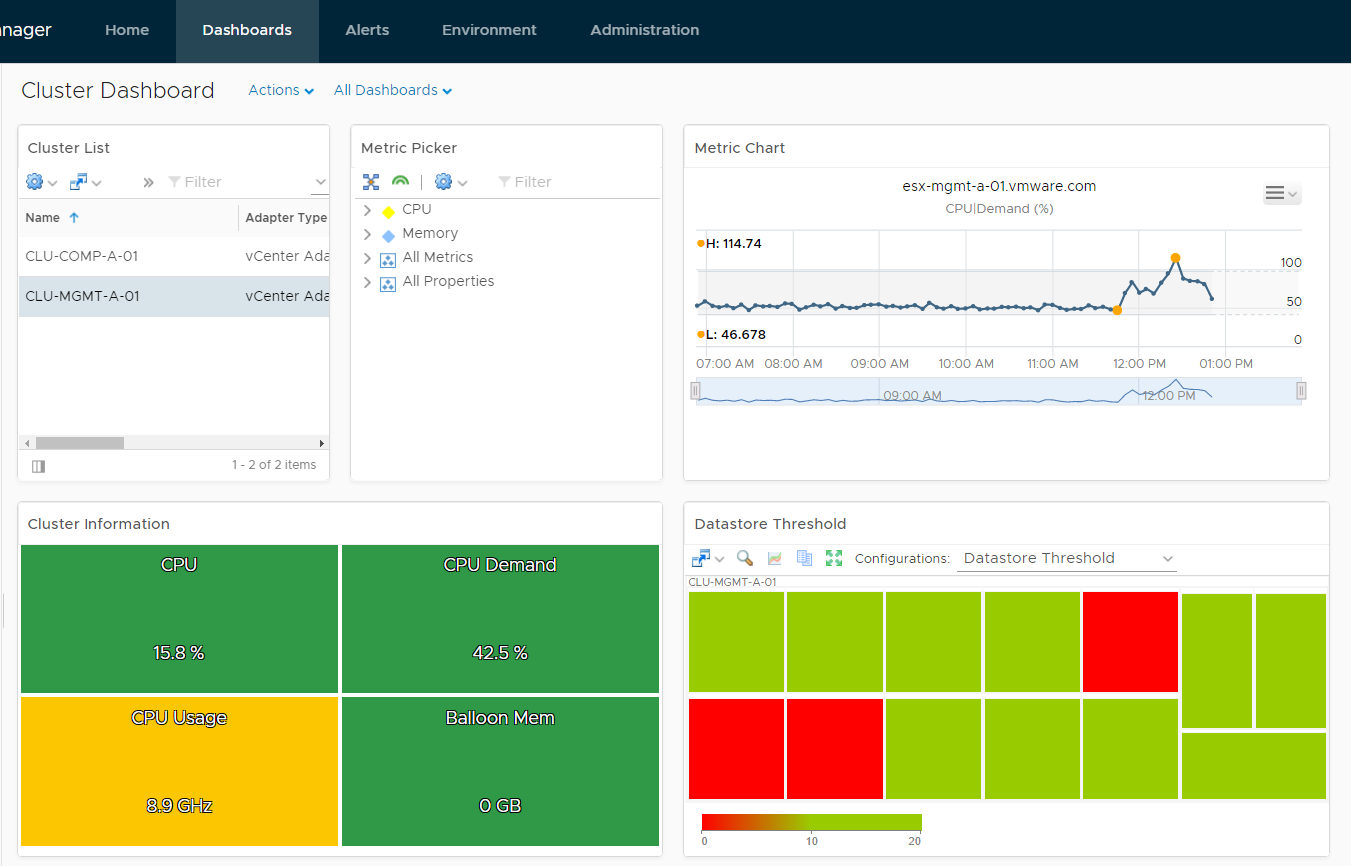 nager Home Dashboards Alerts Environment Administration
Cluster Dashboard Actions All Dashboards
Cluster List
Filter
Name Adapter Type
CLU-COMP-A-01 vCenter Ada
CLU-MGMT-A-01 vCenter Ada
1 - 2 of 2 items
Metric Picker
Filter
CPU
Memory
All Metrics
All Properties
Metric Chart
esx-mgmt-a-01.vmware.com
CPU|Demand (%)
H: 114.74
100
50
L: 46.678
0
07:00 AM 08:00 AM 09:00 AM 10:00 AM 11:00 AM 12:00 PM 01:00 PM
09:00 AM 12:00 PM
Cluster Information
CPU
15.8 %
CPU Demand
42.5 %
CPU Usage
8.9 GHz
Balloon Mem
0 GB
Datastore Threshold
Configurations: Datastore Threshold
CLU-MGMT-A-01
0 10 20